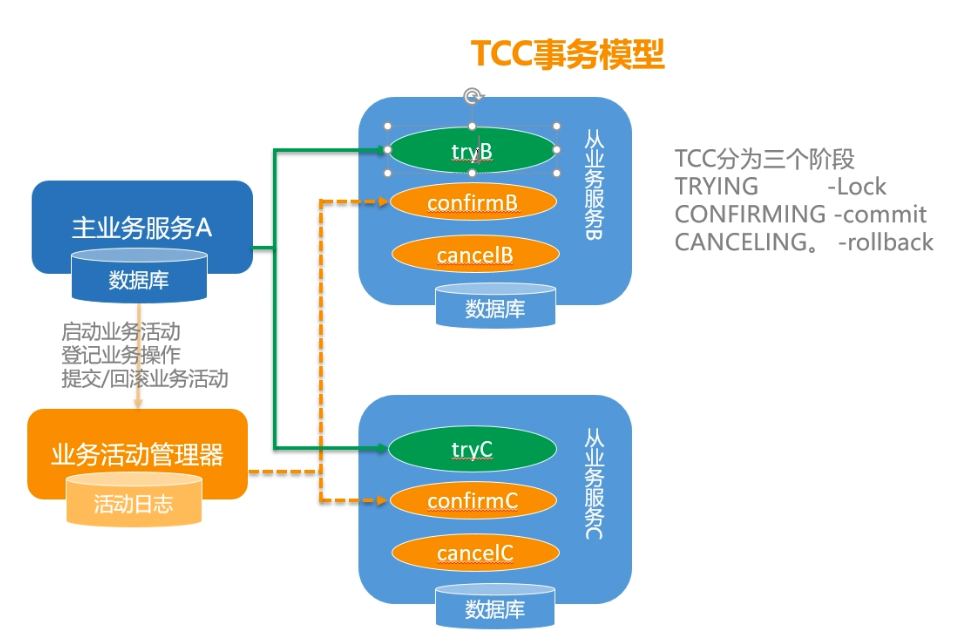 TCC事务模型
主业务服务A
数据库
启动业务活动
登记业务操作
提交/回滚业务活动
业务活动管理器
活动日志
tryB
confirmB
cancelB
数据库
从业务服务B
tryC
confirmC
cancelC
数据库
从业务服务C
TCC分为三个阶段
TRYING -Lock
CONFIRMING -commit
CANCELING。 -rollback